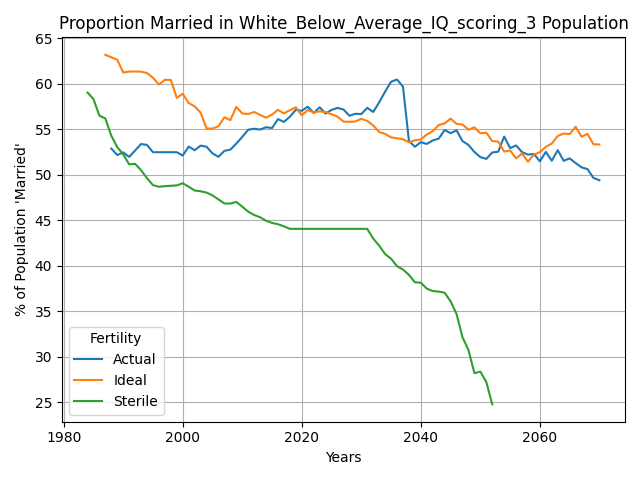 Proportion Married in White_Below_Average_IQ_scoring_3 Population
% of Population 'Married'
65
60
55
50
45
40
35
30
25
Fertility
Actual
Ideal
Sterile
1980
2000
2020
2040
2060
Years